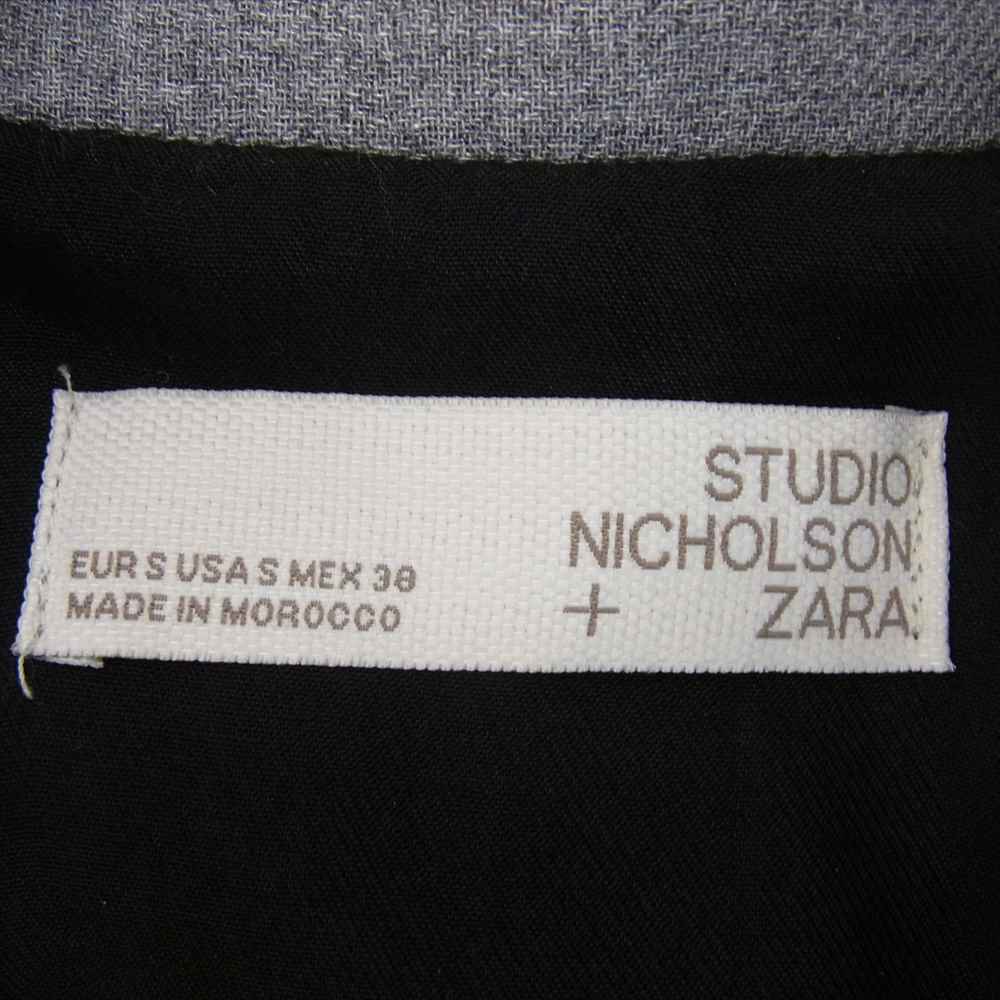 STUDIO
NICHOLSON
+ ZARA
EUR S USA S MEX 38
MADE IN MOROCCO